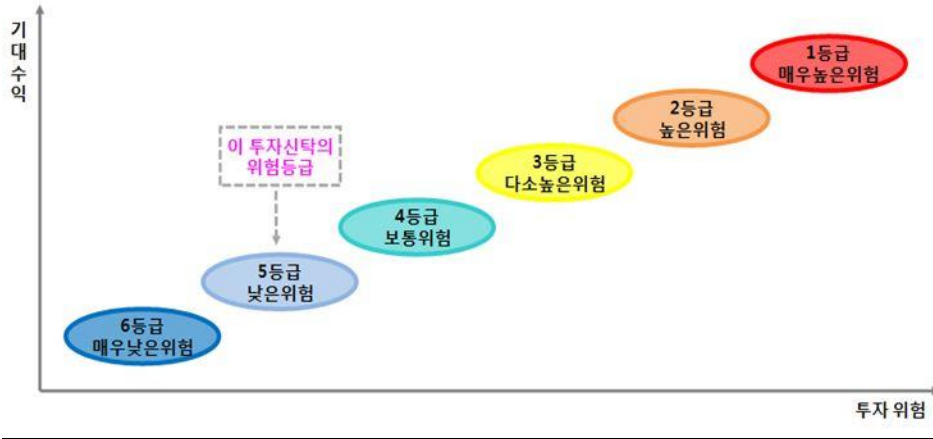 기
대
수
익
1등급
매우높은위험
2등급
높은위험
이 투자신탁의
위험등급
3등급
다소높은위험
4등급
보통위험
5등급
낮은위험
6등급
매우낮은위험
투자 위험